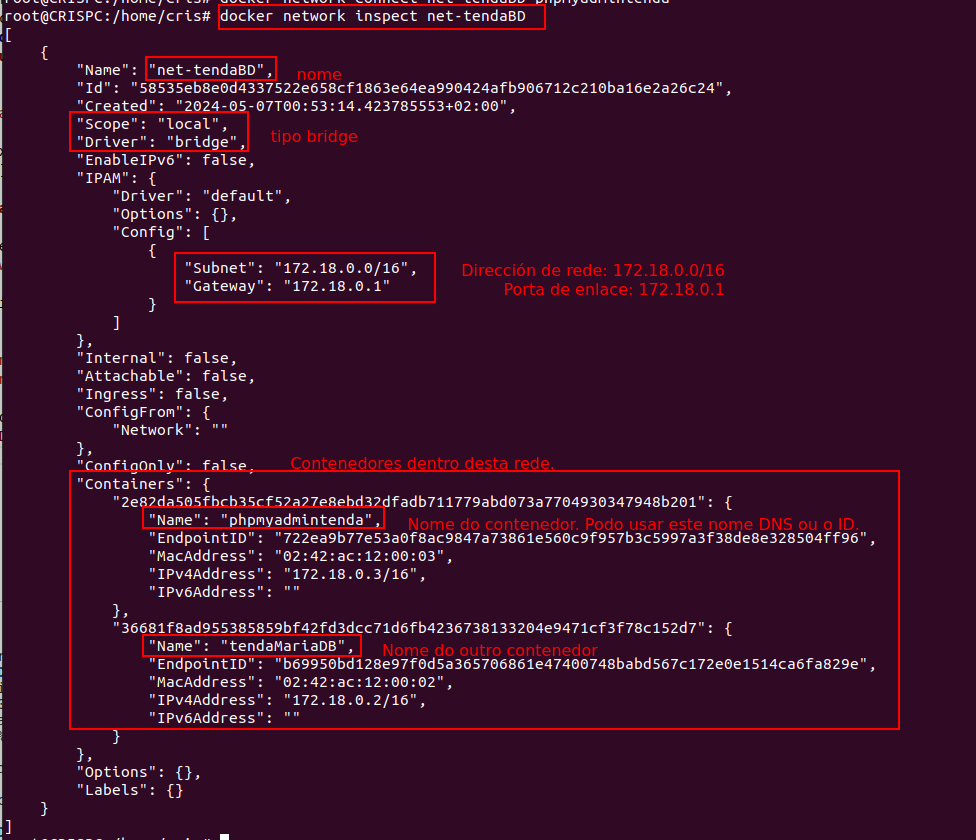 root@CRISPC:/home/cris# docker network connect net-tendaBD phpmyadmintenda
root@CRISPC:/home/cris# docker network inspect net-tendaBD
[
{
"Name": "net-tendaBD", nome
"Id": "58535eb8e0d4337522e658cf1863e64ea990424afb906712c210ba16e2a26c24",
"Created": "2024-05-07T00:53:14.423785553+02:00",
"Scope": "local",
"Driver": "bridge", tipo bridge
"EnableIPv6": false,
"IPAM": {
"Driver": "default",
"Options": {},
"Config": [
{
"Subnet": "172.18.0.0/16", Dirección de rede: 172.18.0.0/16
"Gateway": "172.18.0.1" Porta de enlace: 172.18.0.1
}
]
},
"Internal": false,
"Attachable": false,
"Ingress": false,
"ConfigFrom": {
"Network": ""
},
"ConfigOnly": false, Contenedores dentro desta rede.
"Containers": {
"2e82da505fbcb35cf52a27e8ebd32dfadb711779abd073a7704930347948b201": {
"Name": "phpmyadmintenda", Nome do contenedor. Podo usar este nome DNS ou o ID.
"EndpointID": "722ea9b77e53a0f8ac9847a73861e560c9f957b3c5997a3f38de8e328504ff96",
"MacAddress": "02:42:ac:12:00:03",
"IPv4Address": "172.18.0.3/16",
"IPv6Address": ""
},
"36681f8ad955385859bf42fd3dcc71d6fb4236738133204e9471cf3f78c152d7": {
"Name": "tendaMariaDB", Nome do outro contenedor
"EndpointID": "b69950bd128e97f0d5a365706861e47400748babd567c172e0e1514ca6fa829e",
"MacAddress": "02:42:ac:12:00:02",
"IPv4Address": "172.18.0.2/16",
"IPv6Address": ""
}
},
"Options": {},
"Labels": {}
}
]
root@CRISPC:/home/cris#